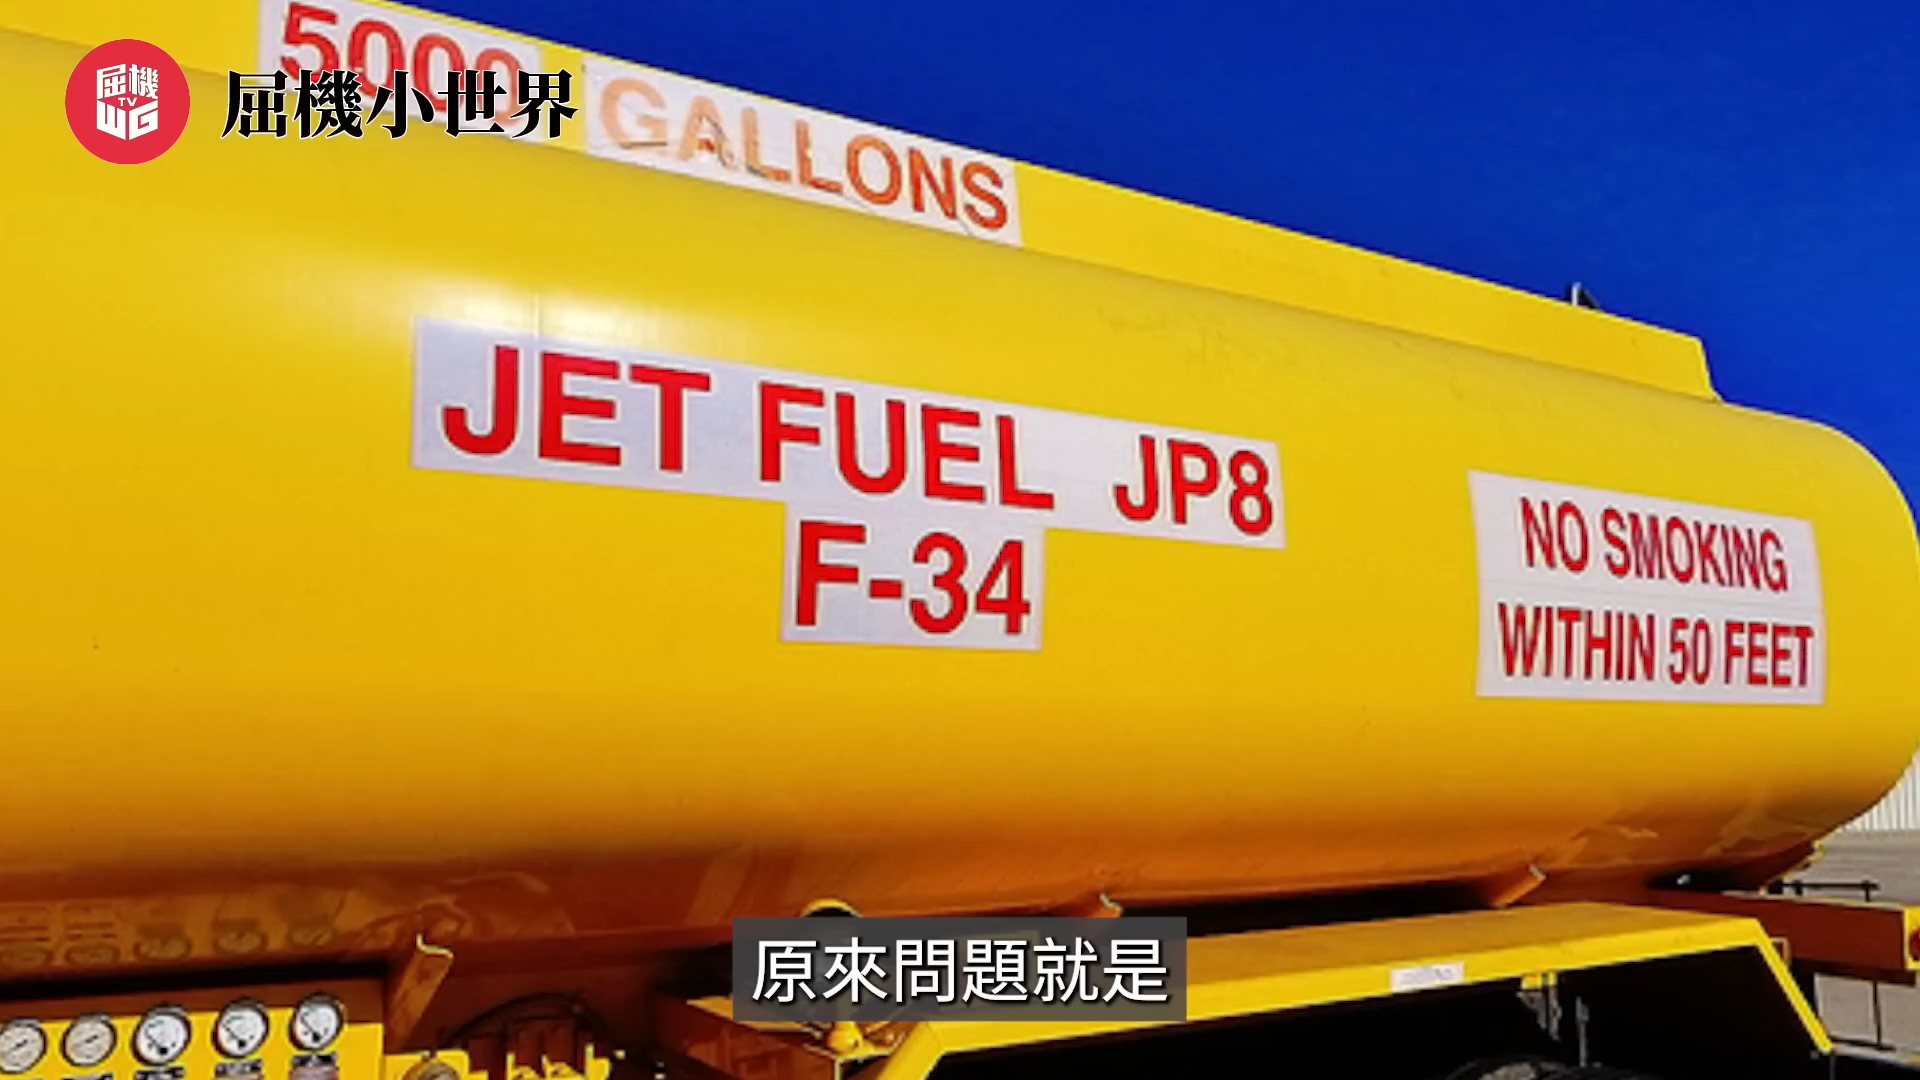 5000 GALLONS
屈機
TV
WG
屈機小世界
JET FUEL JP8
F-34
NO SMOKING
WITHIN 50 FEET
原來問題就是